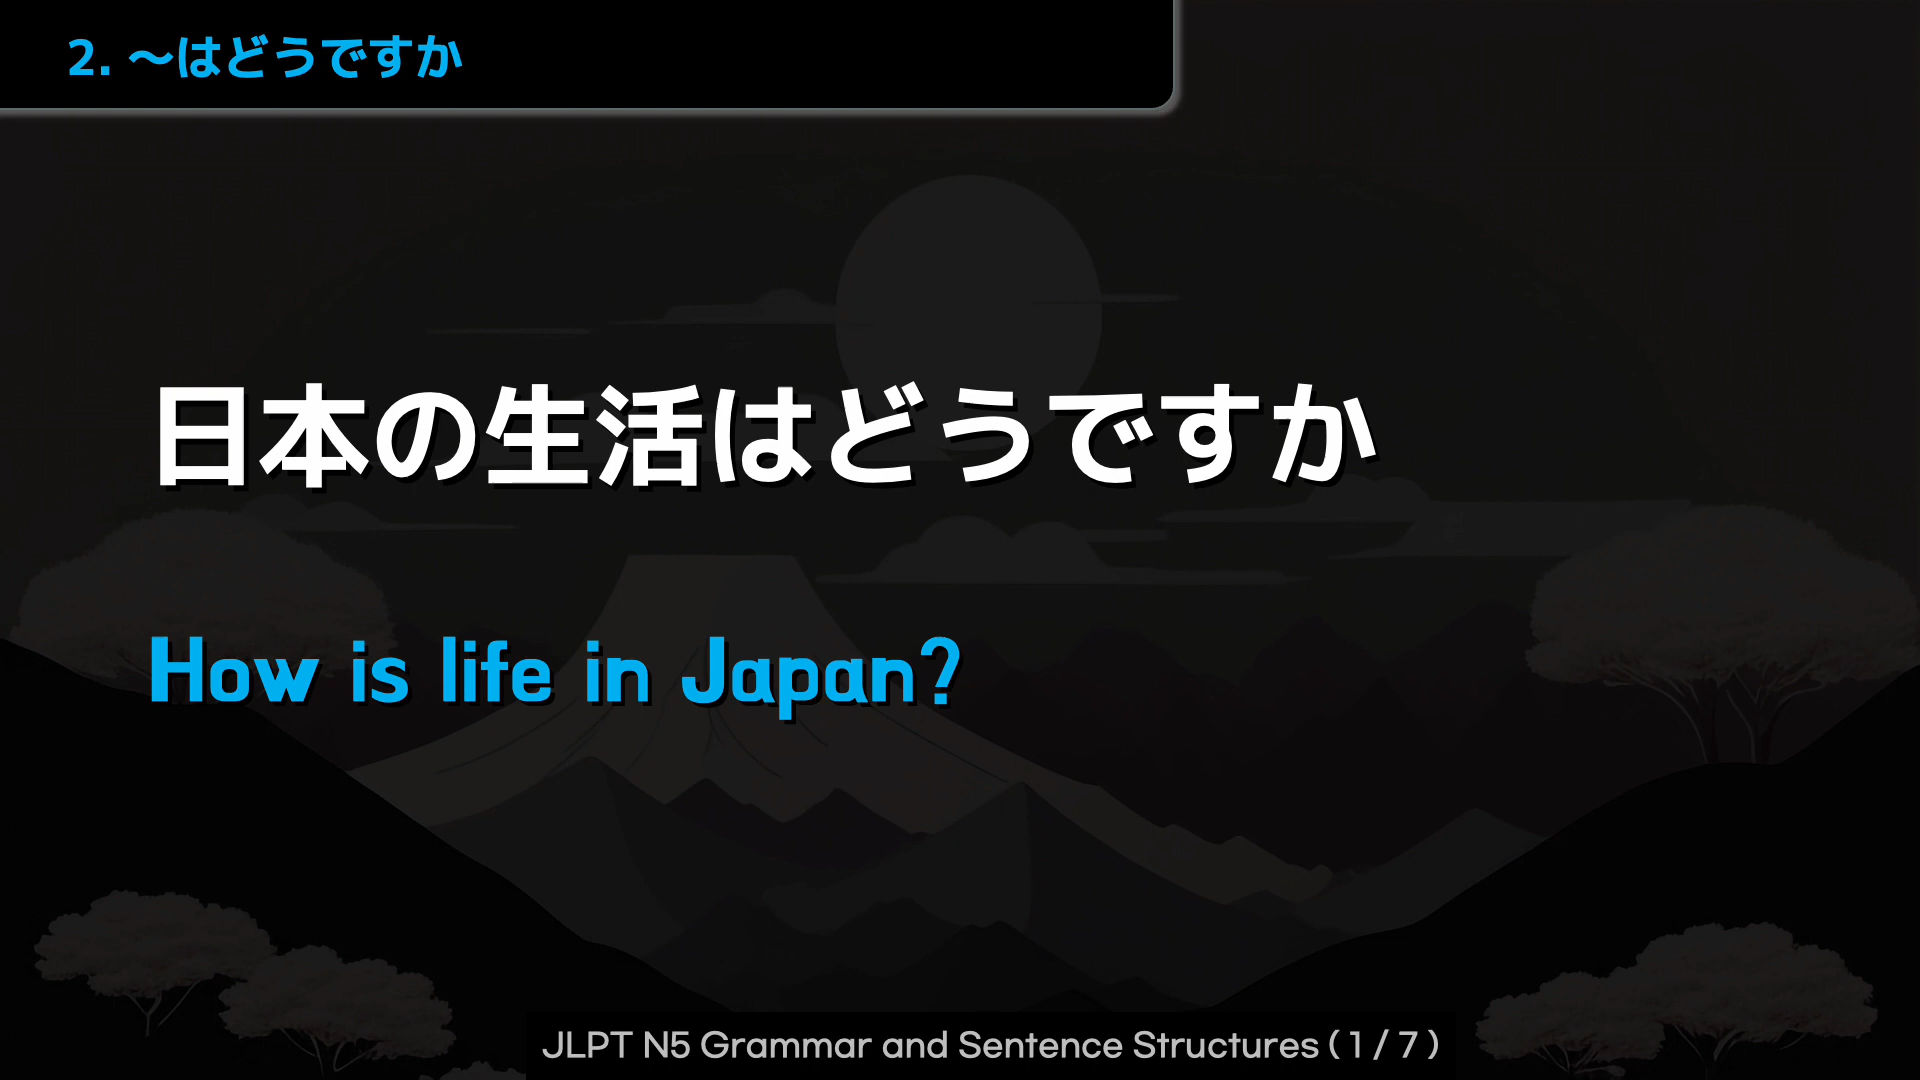 2. 〜はどうですか
日本の生活はどうですか
How is life in Japan?
JLPT N5 Grammar and Sentence Structures ( 1 / 7 )